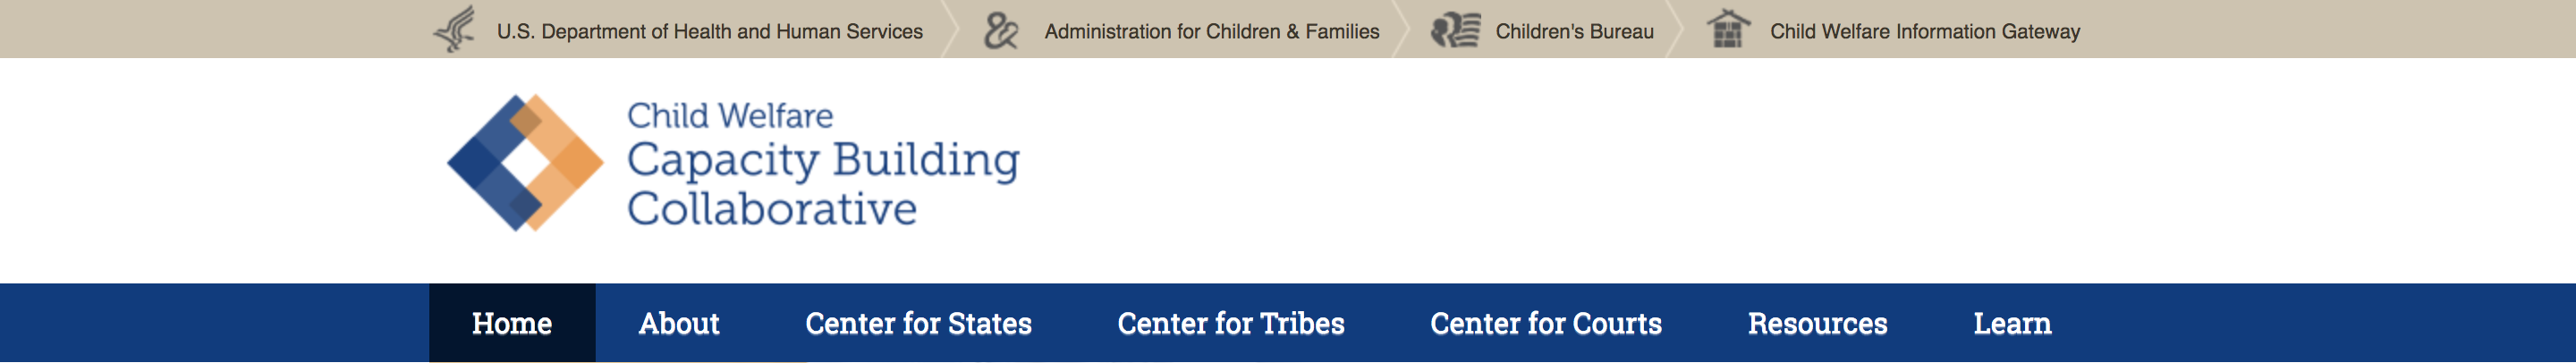 U.S. Department of Health and Human Services Administration for Children & Families Children's Bureau Child Welfare Information Gateway
Child Welfare
Capacity Building
Collaborative
Home About Center for States Center for Tribes Center for Courts Resources Learn